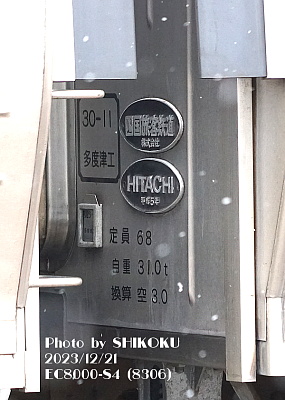 30-11
多度津工
四国旅客鉄道
株式会社
HITACHI
平成5年
定員 68
自重 31.0t
換算 空 3.0
Photo by SHIKOKU
2023/12/21
EC8000-S4 (8306)